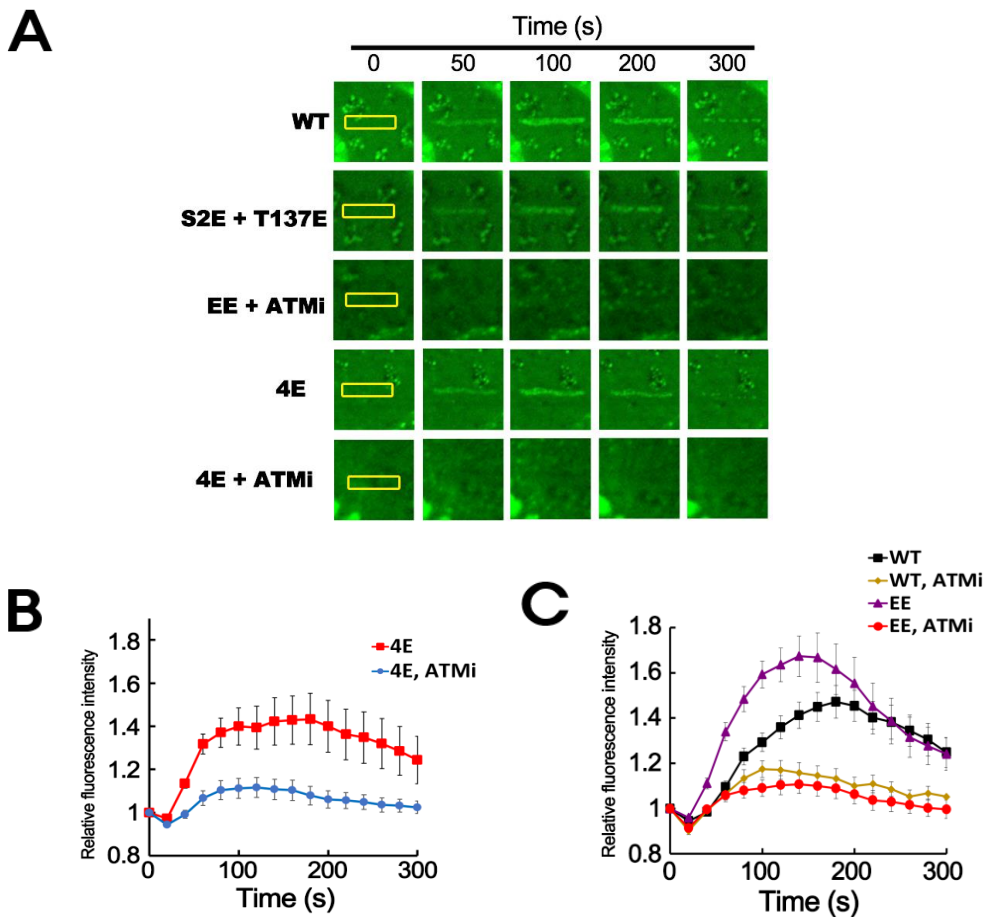 A
Time (s)
0 50 100 200 300
WT
S2E + T137E
EE + ATMi
4E
4E + ATMi
B
1.8
1.6
1.4
1.2
1
0.8
Relative fluorescence intensity
4E
4E, ATMi
0 100 200 300
Time (s)
C
WT
WT, ATMi
EE
EE, ATMi
1.8
1.6
1.4
1.2
1
0.8
Relative fluorescence intensity
0 100 200 300
Time (s)